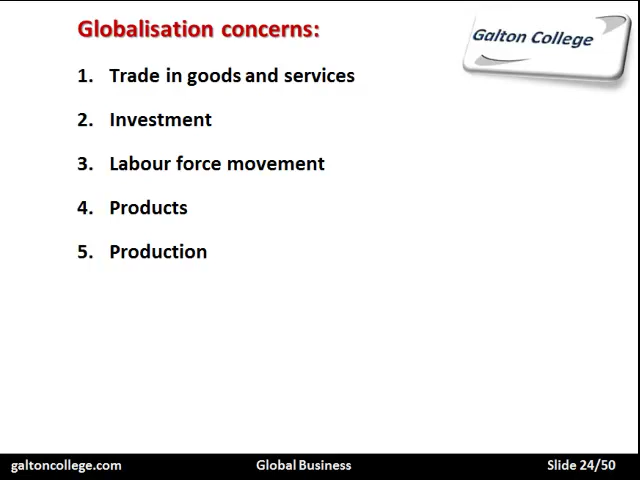 Globalisation concerns:
Galton College
1. Trade in goods and services
2. Investment
3. Labour force movement
4. Products
5. Production
galtoncollege.com
Global Business
Slide 24/50